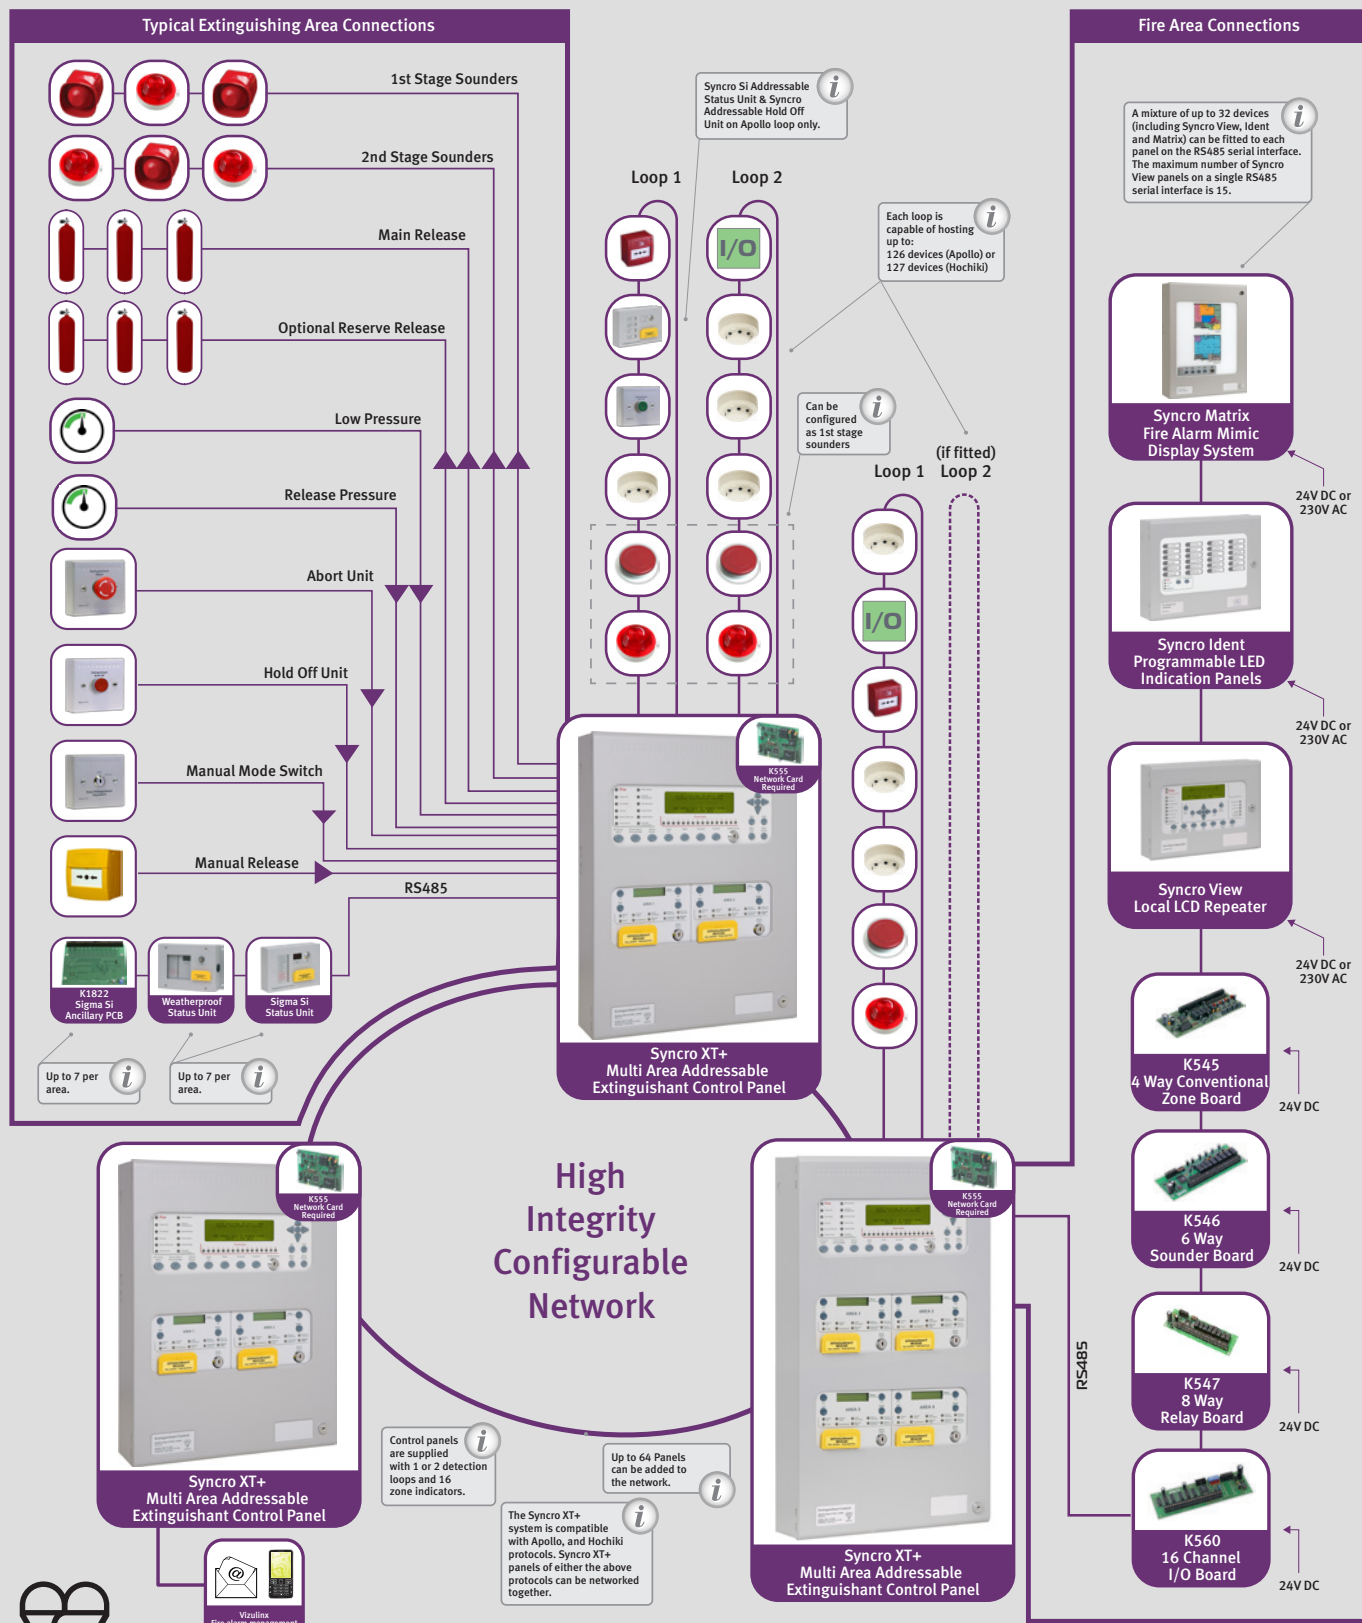 Typical Extinguishing Area Connections
1st Stage Sounders
2nd Stage Sounders
Main Release
Optional Reserve Release
Low Pressure
Release Pressure
Abort Unit
Hold Off Unit
Manual Mode Switch
Manual Release
RS485
K1822
Sigma Si
Ancillary PCB
Weatherproof
Status Unit
Sigma Si
Status Unit
Up to 7 per
area.
i
Up to 7 per
area.
i
Syncro Si Addressable
Status Unit & Syncro
Addressable Hold Off
Unit on Apollo loop only.
i
Loop 1
Loop 2
I/O
Each loop is
capable of hosting
up to:
126 devices (Apollo) or
127 devices (Hochiki)
i
Can be
configured
as 1st stage
sounders
i
(if fitted)
Loop 1
Loop 2
I/O
K555
Network Card
Required
AREA 1
Syncro XT+
Multi Area Addressable
Extinguishant Control Panel
Fire Area Connections
A mixture of up to 32 devices
(including Syncro View, Ident
and Matrix) can be fitted to each
panel on the RS485 serial interface.
The maximum number of Syncro
View panels on a single RS485
serial interface is 15.
i
Syncro Matrix
Fire Alarm Mimic
Display System
24V DC or
230V AC
Syncro Ident
Programmable LED
Indication Panels
24V DC or
230V AC
Syncro View
Local LCD Repeater
24V DC or
230V AC
K545
4 Way Conventional
Zone Board
24V DC
K546
6 Way
Sounder Board
24V DC
K547
8 Way
Relay Board
24V DC
K560
16 Channel
I/O Board
24V DC
RS485
K555
Network Card
Required
Syncro XT+
Multi Area Addressable
Extinguishant Control Panel
High
Integrity
Configurable
Network
K555
Network Card
Required
Syncro XT+
Multi Area Addressable
Extinguishant Control Panel
Control panels
are supplied
with 1 or 2 detection
loops and 16
zone indicators.
i
The Syncro XT+
system is compatible
with Apollo, and Hochiki
protocols. Syncro XT+
panels of either the above
protocols can be networked
together.
i
Up to 64 Panels
can be added to
the network.
i
@
Vizulinx
Fire alarm management